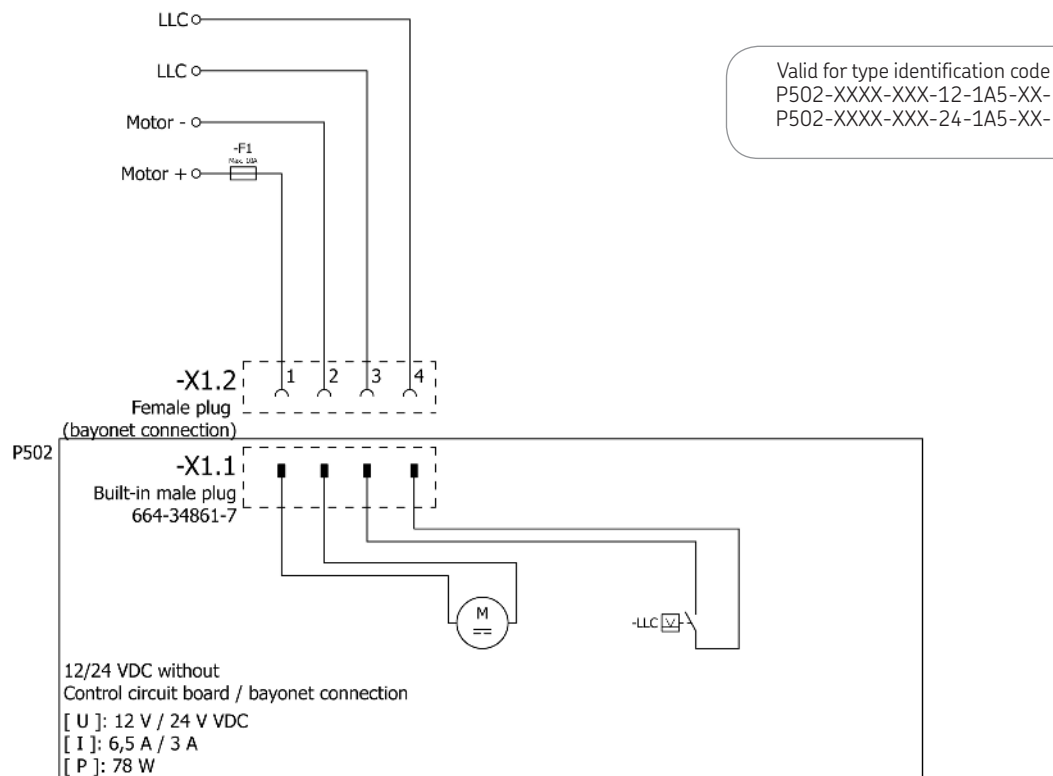 LLC
LLC
Motor -
-F1
Max. 10A
Motor +
Valid for type identification code
P502-XXXX-XXX-12-1A5-XX-
P502-XXXX-XXX-24-1A5-XX-
-X1.2
1 2 3 4
Female plug
(bayonet connection)
P502
-X1.1
Built-in male plug
664-34861-7
M
-LLC
12/24 VDC without
Control circuit board / bayonet connection
[ U ]: 12 V / 24 V VDC
[ I ]: 6,5 A / 3 A
[ P ]: 78 W